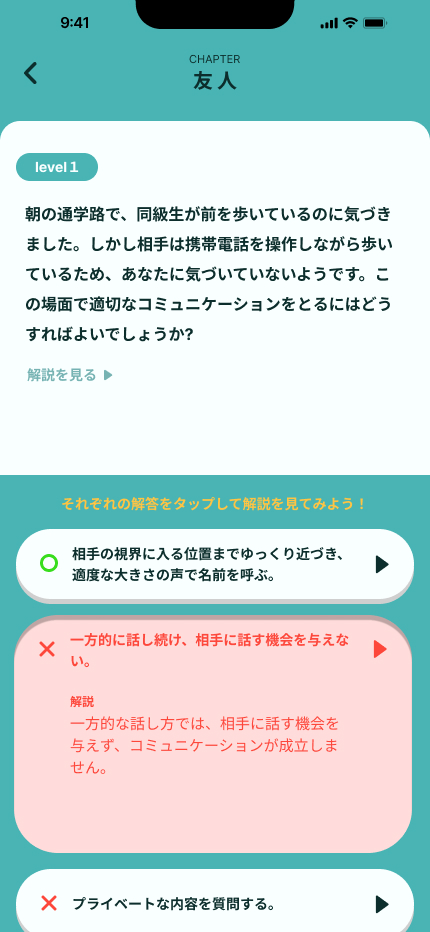 9:41
CHAPTER
友人
level 1
朝の通学路で、同級生が前を歩いているのに気づき
ました。しかし相手は携帯電話を操作しながら歩い
ているため、あなたに気づいていないようです。こ
の場面で適切なコミュニケーションをとるにはどう
すればよいでしょうか?
解説を見る
それぞれの解答をタップして解説を見てみよう！
相手の視界に入る位置までゆっくり近づき、
適度な大きさの声で名前を呼ぶ。
一方的に話し続け、相手に話す機会を与えな
い。
解説
一方的な話し方では、相手に話す機会を
与えず、コミュニケーションが成立しま
せん。
プライベートな内容を質問する。